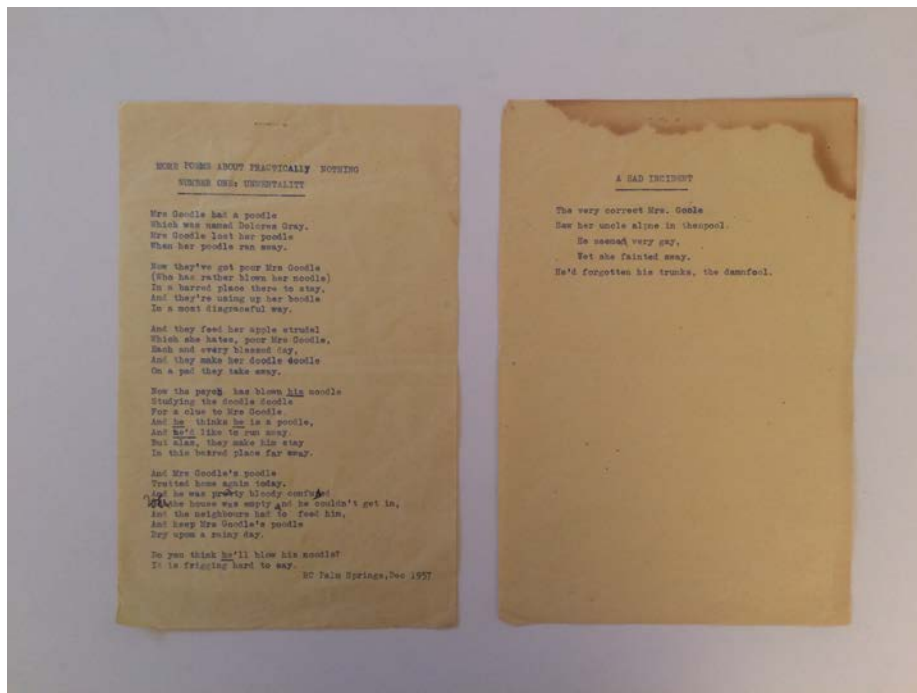 MORE POEMS ABOUT PRACTICALLY NOTHING
NUMBER ONE: UNMENTALITY
Mrs Goodle had a poodle
Which was named Dolores Gray.
Mrs Goodle lost her poodle
When her poodle ran away.
Now they've got poor Mrs Goodle
(Who has rather blown her noodle)
In a barred place there to stay,
And they're using up her boodle
In a most disgraceful way.
And they feed her apple strudel
Which she hates, poor Mrs Goodle,
Each and every blessed day,
And they make her doodle doodle
On a pad they take away.
Now the psych has blown his noodle
Studying the doodle doodle
For a clue to Mrs Goodle.
And he thinks he is a poodle,
And he'd like to run away.
But alas, they make him stay
In this barred place far away.
And Mrs Goodle's poodle
Trotted home again today.
And he was pretty bloody confused
the house was empty and he couldn't get in,
And the neighbours had to feed him,
And keep Mrs Goodle's poodle
Dry upon a rainy day.
Do you think he'll blow his noodle?
It is frigging hard to say.
RC Palm Springs, Dec 1957
A SAD INCIDENT
The very correct Mrs. Goole
Saw her uncle alone in thespool.
He seemed very gay,
Yet she fainted away.
He'd forgotten his trunks, the damnfool.